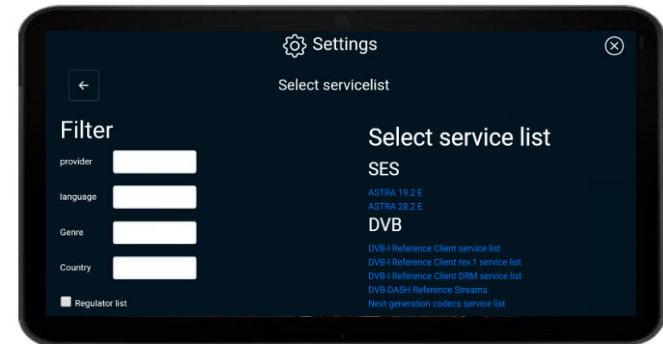 Settings
Select servicelist
Filter
provider
language
Genre
Country
Regulator list
Select service list
SES
ASTRA 19.2 E
ASTRA 28.2 E
DVB
DVB-I Reference Client service list
DVB-I Reference Client rev.1 service list
DVB-I Reference Client DRM service list
DVB-DASH Reference Streams
Next generation codecs service list